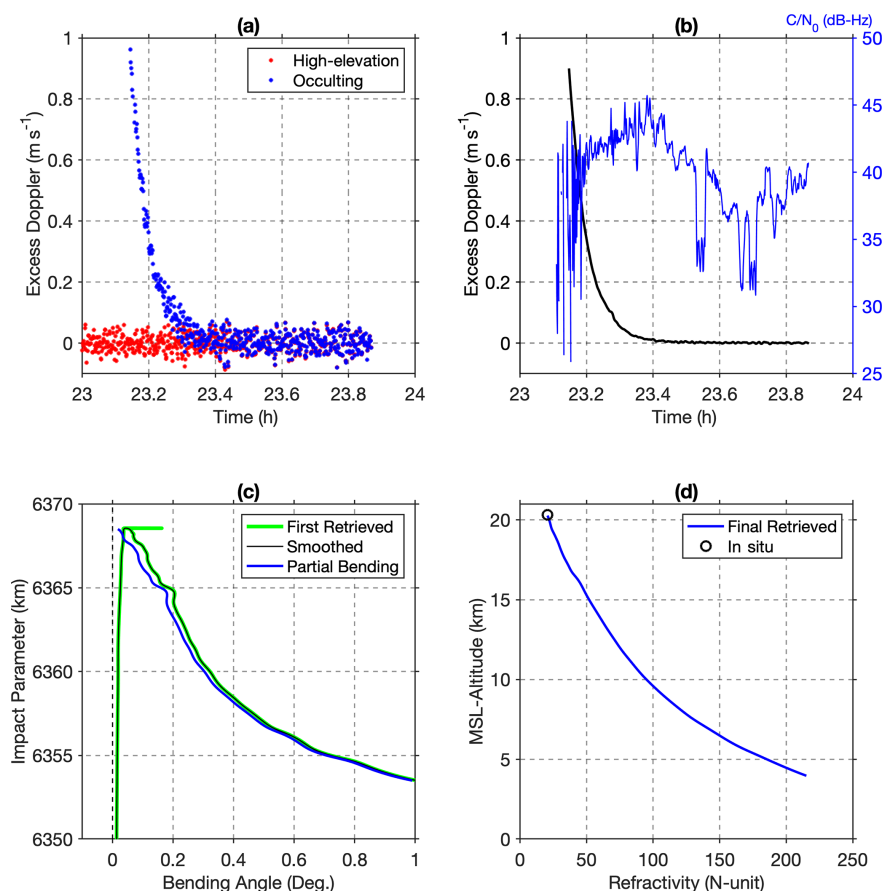 (a)
Excess Doppler (m s-1)
1
0.8
0.6
0.4
0.2
0
High-elevation
Occulting
23
23.2
23.4
23.6
23.8
24
Time (h)
(b)
C/N0 (dB-Hz)
Excess Doppler (m s-1)
1
0.8
0.6
0.4
0.2
0
50
45
40
35
30
25
23
23.2
23.4
23.6
23.8
24
Time (h)
(c)
Impact Parameter (km)
6370
6365
6360
6355
6350
First Retrieved
Smoothed
Partial Bending
0
0.2
0.4
0.6
0.8
1
Bending Angle (Deg.)
(d)
MSL-Altitude (km)
20
15
10
5
0
Final Retrieved
In situ
0
50
100
150
200
250
Refractivity (N-unit)